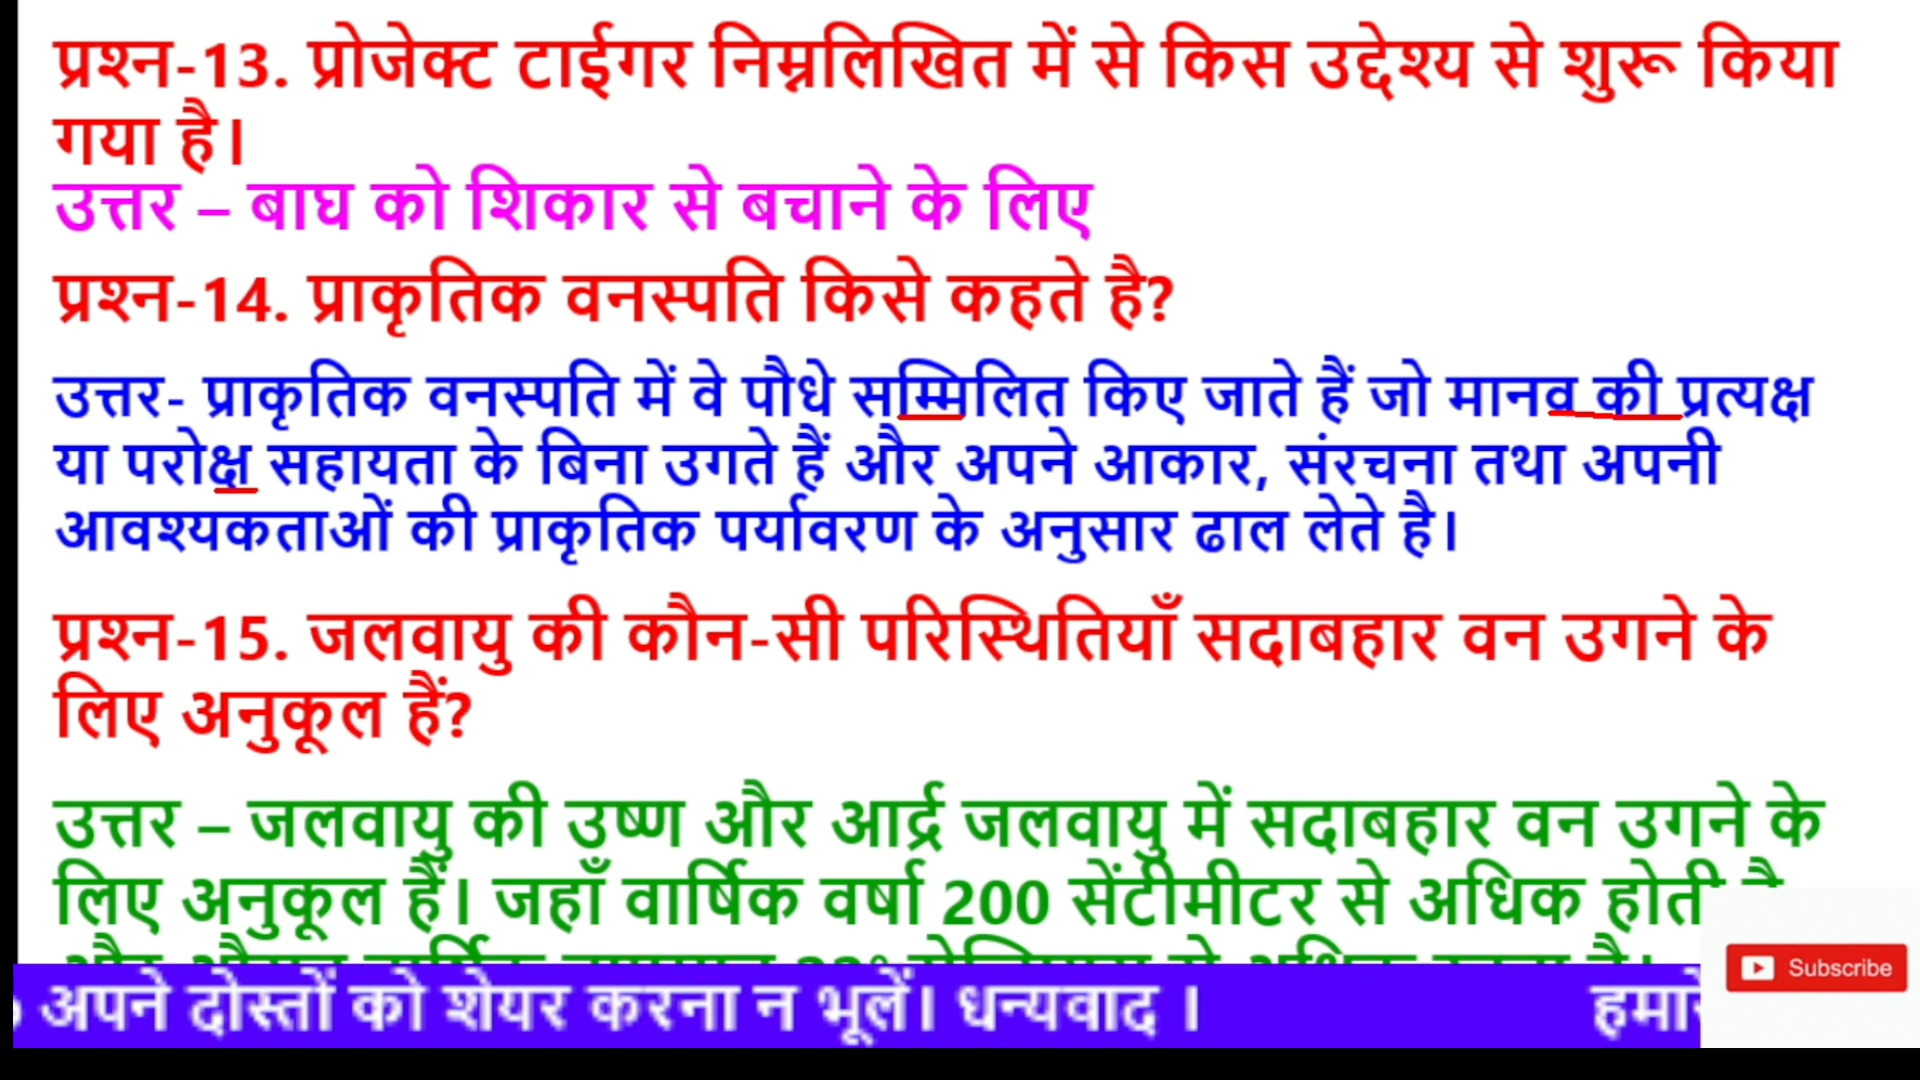 प्रश्न-13. प्रोजेक्ट टाईगर निम्नलिखित में से किस उद्देश्य से शुरू किया
गया है।
उत्तर – बाघ को शिकार से बचाने के लिए
प्रश्न-14. प्राकृतिक वनस्पति किसे कहते है?
उत्तर- प्राकृतिक वनस्पति में वे पौधे सम्मिलित किए जाते हैं जो मानव की प्रत्यक्ष
या परोक्ष सहायता के बिना उगते हैं और अपने आकार, संरचना तथा अपनी
आवश्यकताओं की प्राकृतिक पर्यावरण के अनुसार ढाल लेते है।
प्रश्न-15. जलवायु की कौन-सी परिस्थितियाँ सदाबहार वन उगने के
लिए अनुकूल हैं?
उत्तर – जलवायु की उष्ण और आर्द्र जलवायु में सदाबहार वन उगने के
लिए अनुकूल हैं। जहाँ वार्षिक वर्षा 200 सेंटीमीटर से अधिक होती
Subscribe
अपने दोस्तों को शेयर करना न भूलें। धन्यवाद ।